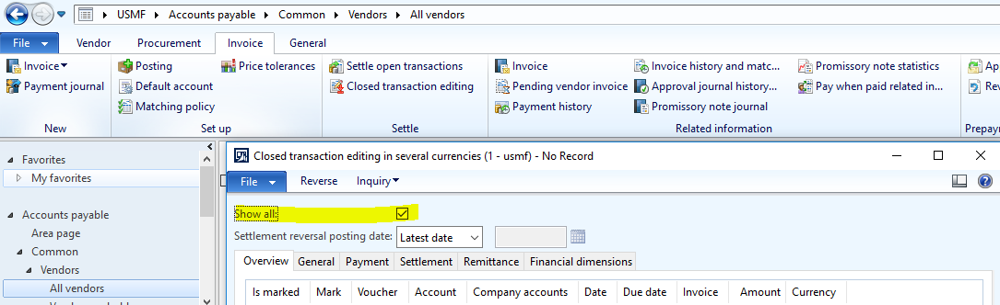 USMF Accounts payable Common Vendors All vendors
File Vendor Procurement Invoice General
Invoice Posting Price tolerances Settle open transactions Invoice Invoice history and matc... Promissory note statistics Ap
Payment journal Default account Closed transaction editing Pending vendor invoice Approval journal history... Pay when paid related in... Rev
Matching policy Payment history Promissory note journal
New Set up Settle Related information Prepaym
Favorites
My favorites
Accounts payable
Area page
Common
Vendors
All vendors
Closed transaction editing in several currencies (1 - usmf) - No Record
File Reverse Inquiry
Show all:
Settlement reversal posting date: Latest date
Overview General Payment Settlement Remittance Financial dimensions
Is marked Mark Voucher Account Company accounts Date Due date Invoice Amount Currency